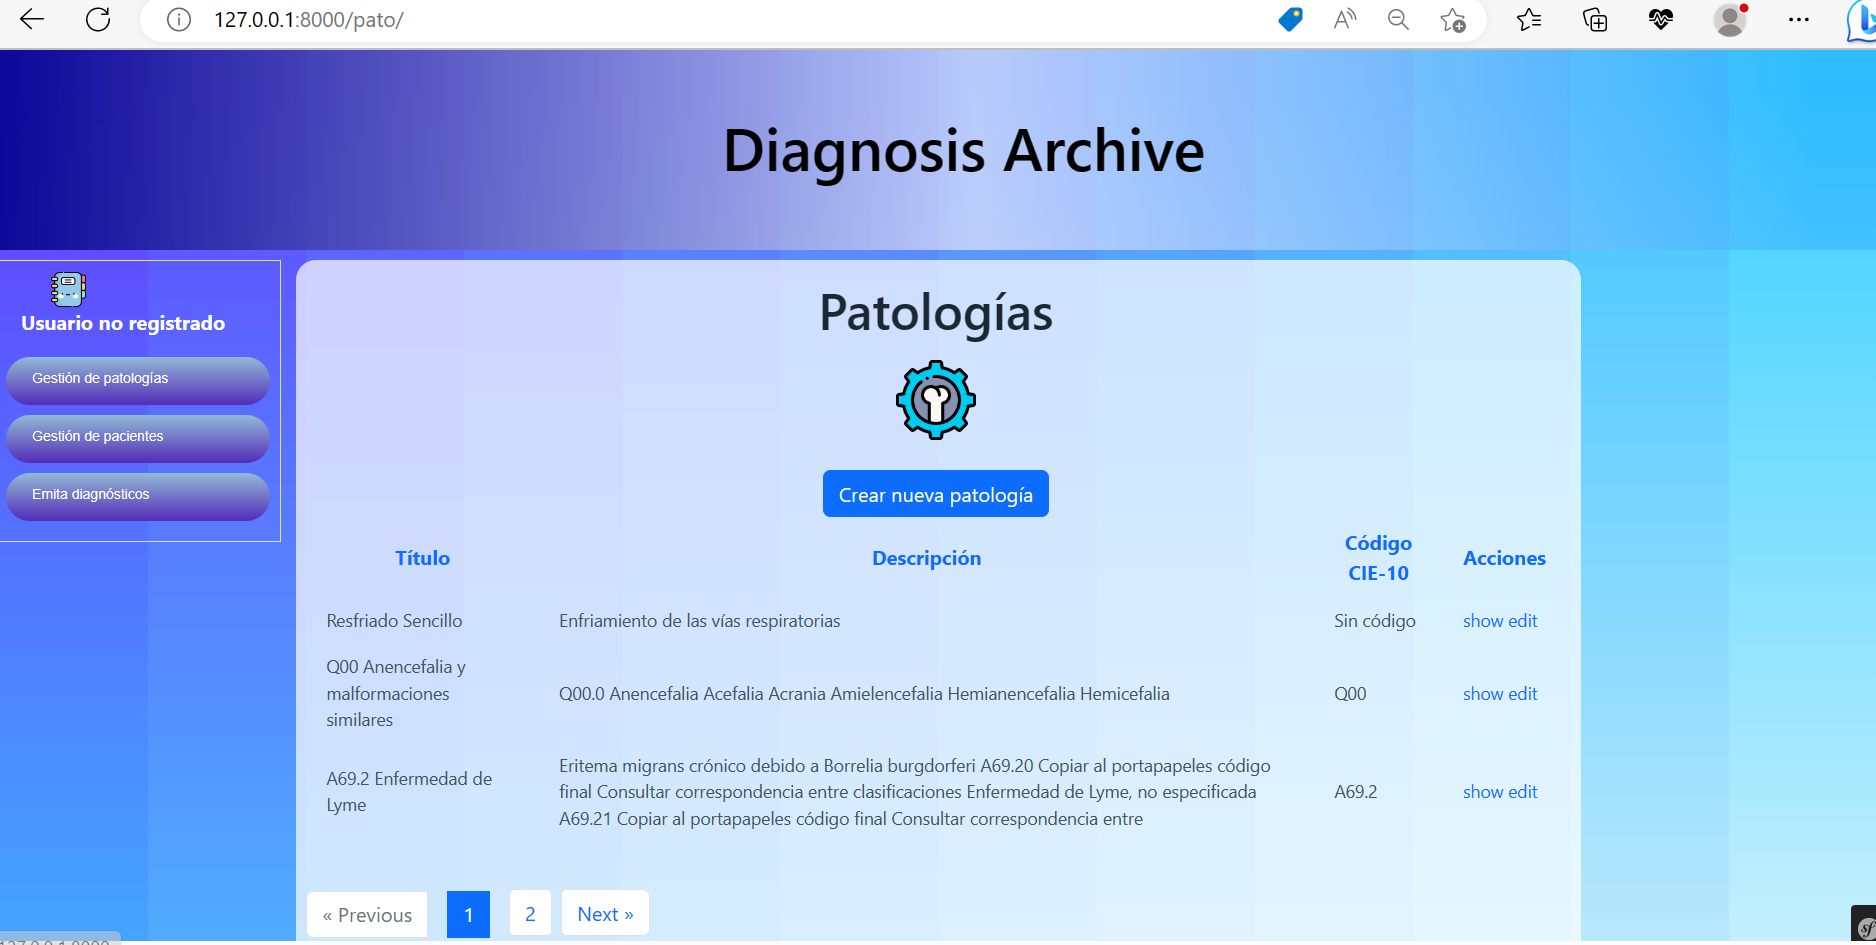 127.0.0.1:8000/pato/
Diagnosis Archive
Usuario no registrado
Gestión de patologías
Gestión de pacientes
Emita diagnósticos
Patologías
Crear nueva patología
Título
Descripción
Código
CIE-10
Acciones
Resfriado Sencillo
Enfriamiento de las vías respiratorias
Sin código
show edit
Q00 Anencefalia y
malformaciones
similares
Q00.0 Anencefalia Acefalia Acrania Amielencefalia Hemianencefalia Hemicefalia
Q00
show edit
A69.2 Enfermedad de
Lyme
Eritema migrans crónico debido a Borrelia burgdorferi A69.20 Copiar al portapapeles código
final Consultar correspondencia entre clasificaciones Enfermedad de Lyme, no especificada
A69.21 Copiar al portapapeles código final Consultar correspondencia entre
A69.2
show edit
« Previous
1
2
Next »